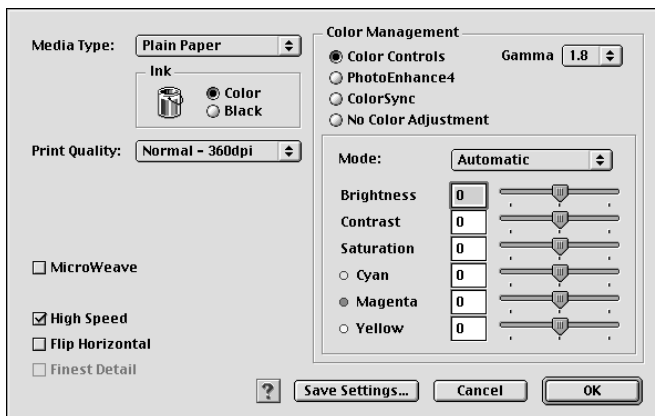 Media Type: Plain Paper
Ink
Color
Black
Print Quality: Normal - 360dpi
MicroWeave
High Speed
Flip Horizontal
Finest Detail
Color Management
Color Controls Gamma 1.8
PhotoEnhance4
ColorSync
No Color Adjustment
Mode: Automatic
Brightness 0
Contrast 0
Saturation 0
Cyan 0
Magenta 0
Yellow 0
? Save Settings... Cancel OK